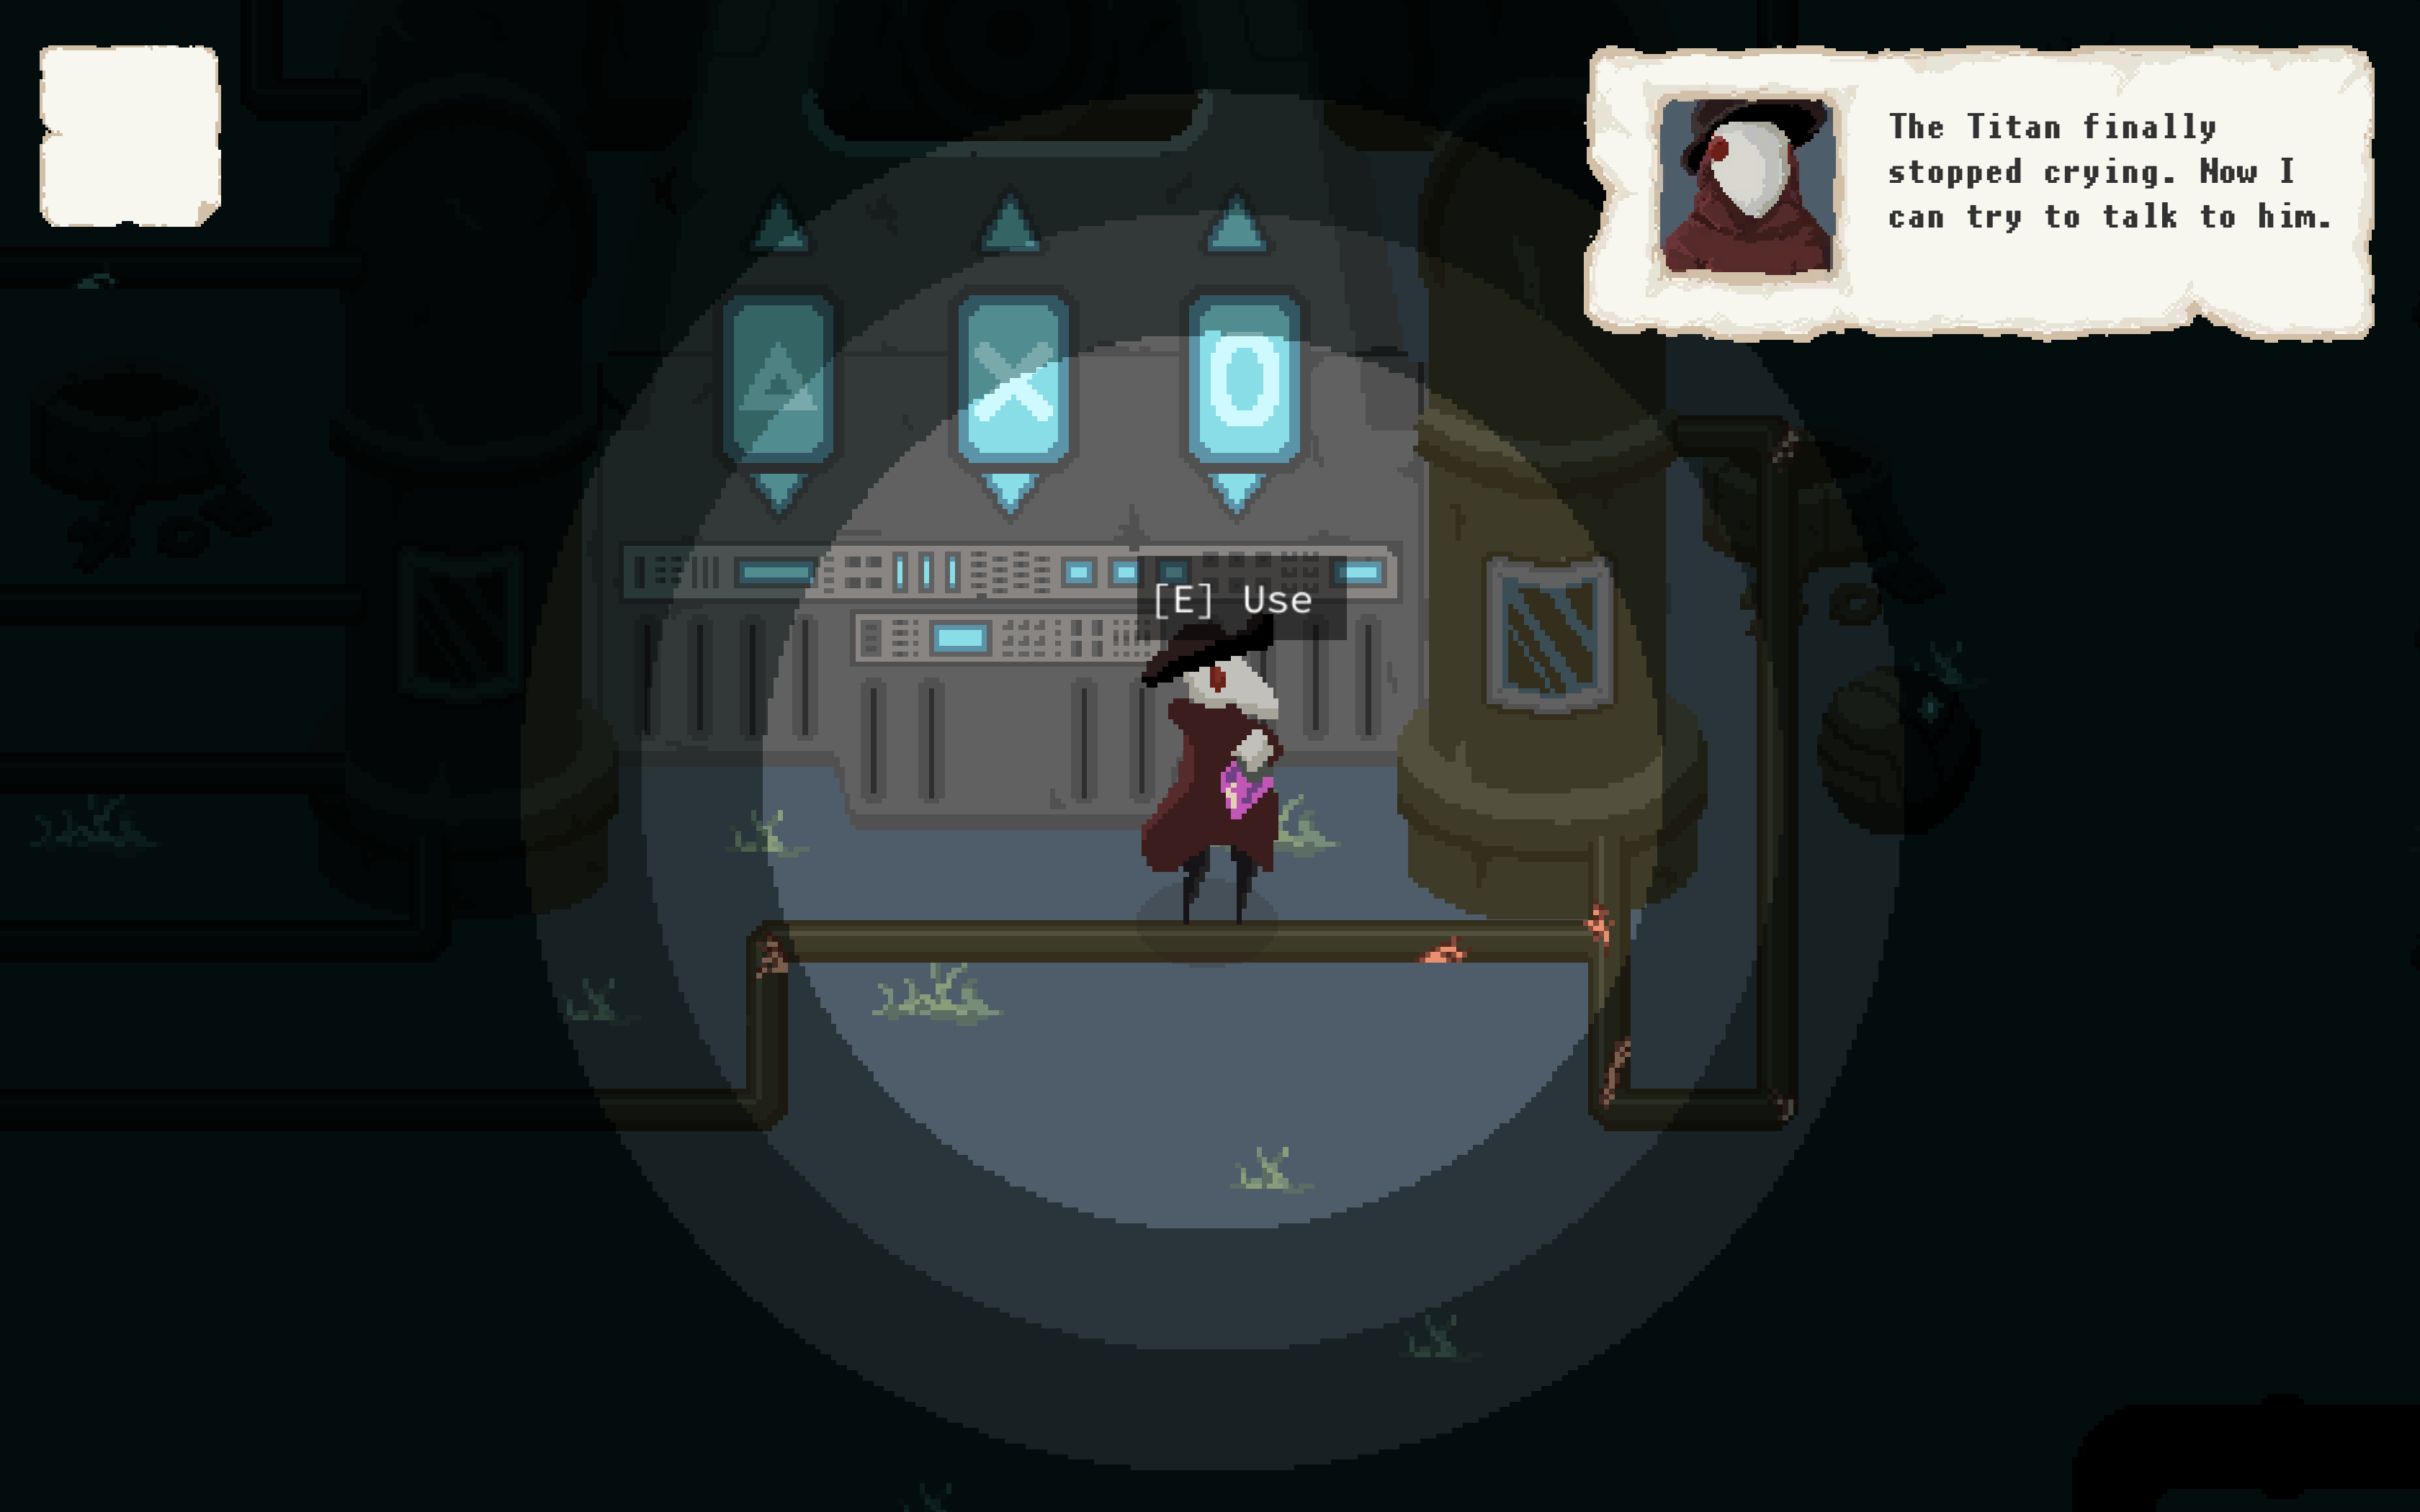 The Titan finally
stopped crying. Now I
can try to talk to him.
[E] Use